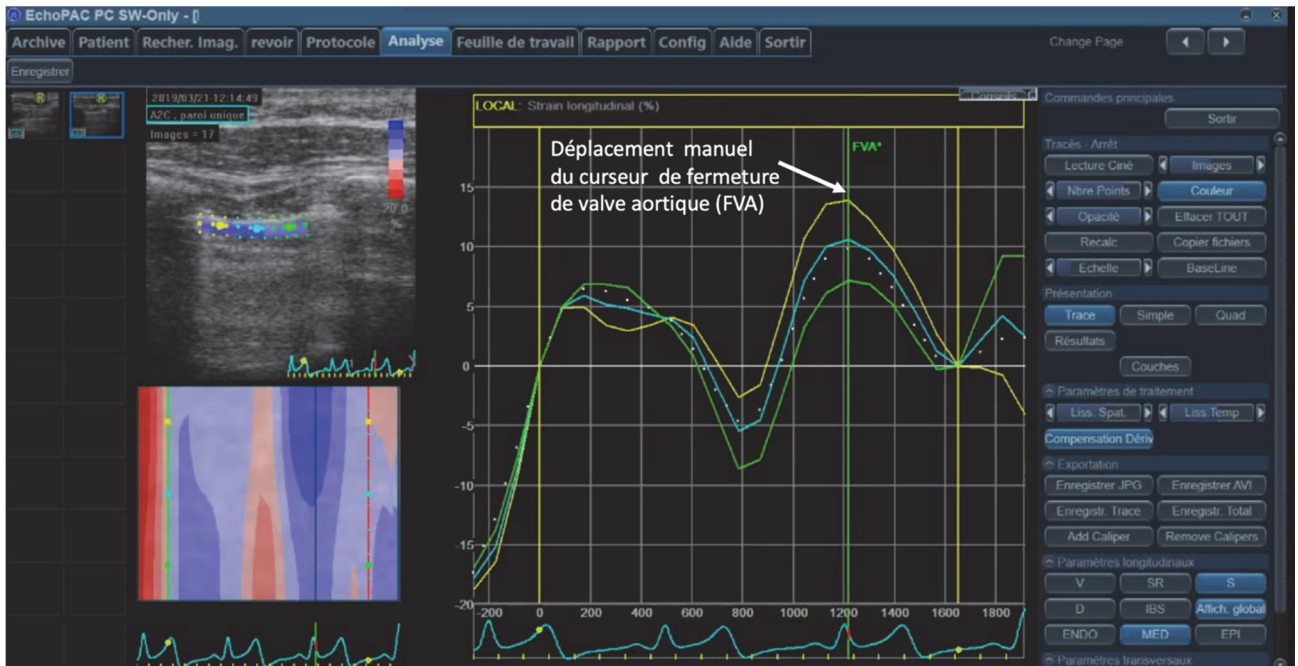 EchoPAC PC SW-Only - []
Archive Patient Recher. Imag. revoir Protocole Analyse Feuille de travail Rapport Config Aide Sortir
Change Page
Enregistrer
2019/03/21-12:14:49
A2C , paroi unique
Images = 17
20.0
LOCAL: Strain longitudinal (%)
Déplacement manuel
du curseur de fermeture
de valve aortique (FVA)
FVA*
15
10
5
0
-5
-10
-15
-20
-200 0 200 400 600 800 1000 1200 1400 1600 1800
Commandes principales
Sortir
Tracés - Arrêt
Lecture Ciné Images
Nbre Points Couleur
Opacité Effacer TOUT
Recalc Copier fichiers
Echelle BaseLine
Présentation
Trace Simple Quad
Résultats
Couches
Paramètres de traitement
Liss. Spat. Liss.Temp
Compensation Dériv
Exportation
Enregistrer JPG Enregistrer AVI
Enregistr. Trace Enregistr. Total
Add Caliper Remove Calipers
Paramètres longitudinaux
V SR S
D IBS Affich. global
ENDO MED EPI
Paramètres transversaux